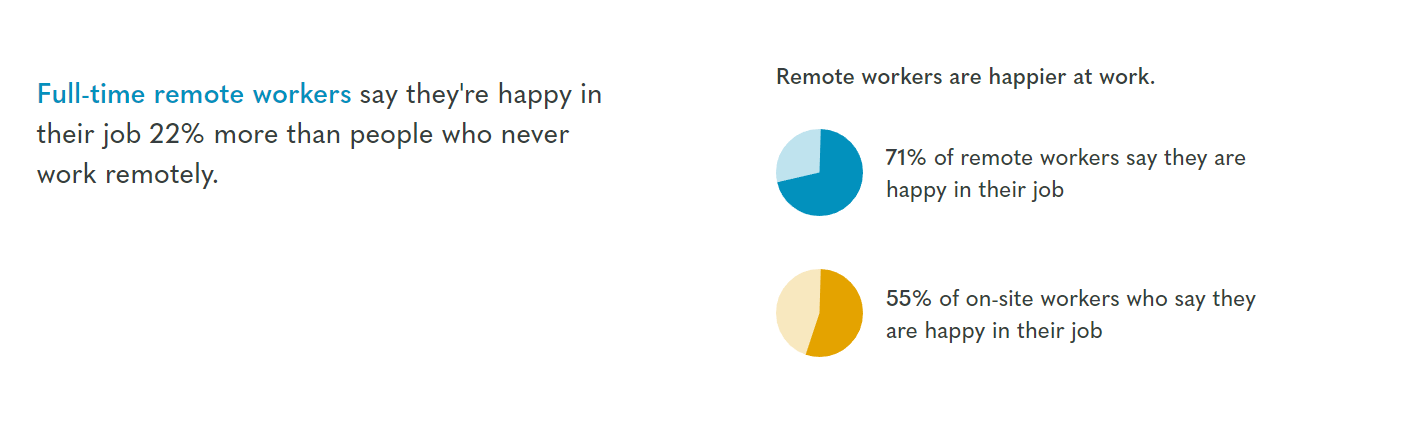 Full-time remote workers say they're happy in
their job 22% more than people who never
work remotely.
Remote workers are happier at work.
71% of remote workers say they are
happy in their job
55% of on-site workers who say they
are happy in their job